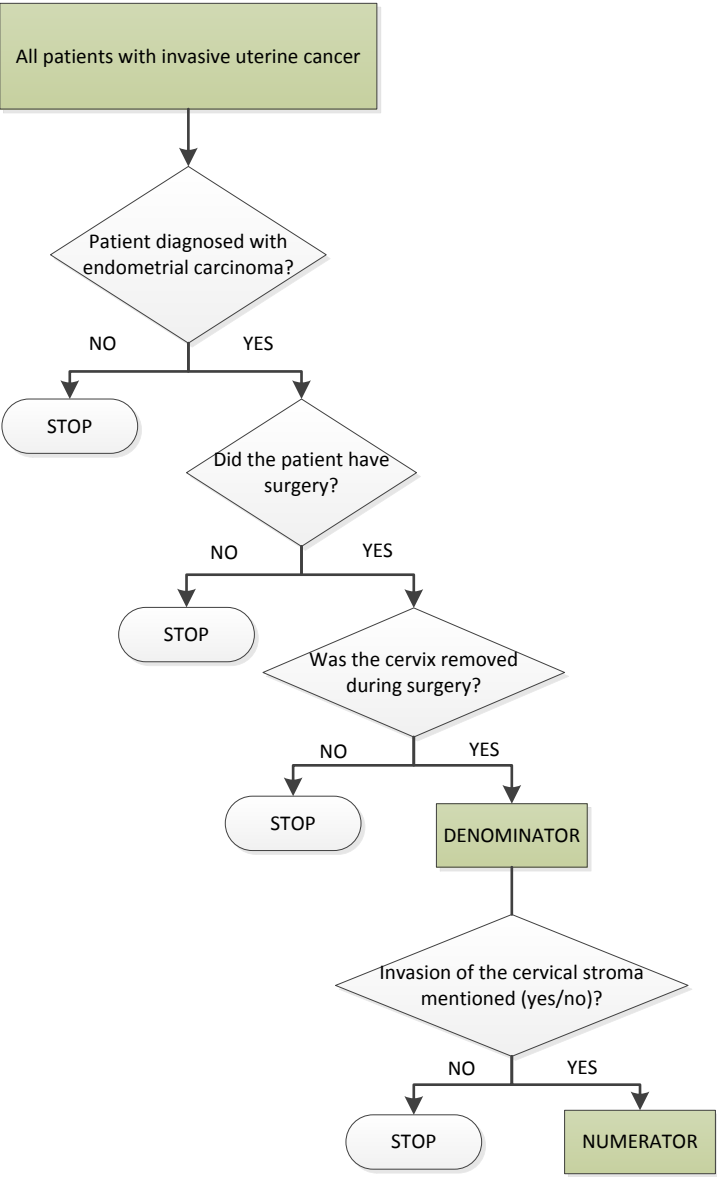 All patients with invasive uterine cancer
Patient diagnosed with
endometrial carcinoma?
NO
YES
STOP
Did the patient have
surgery?
NO
YES
STOP
Was the cervix removed
during surgery?
NO
YES
STOP
DENOMINATOR
Invasion of the cervical stroma
mentioned (yes/no)?
NO
YES
STOP
NUMERATOR